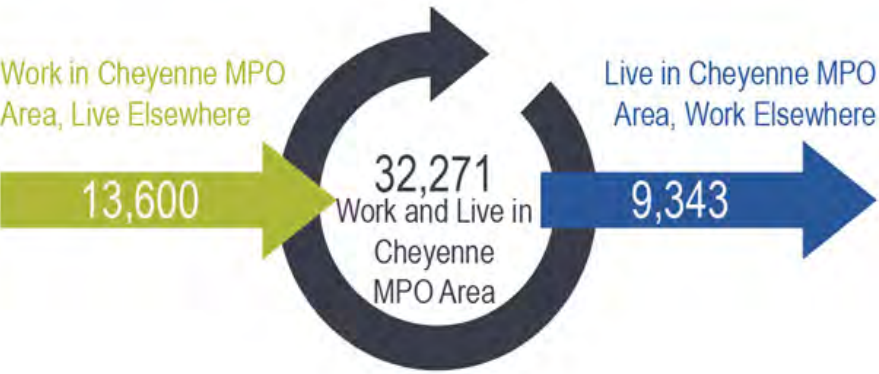 Work in Cheyenne MPO
Area, Live Elsewhere
13,600
32,271
Work and Live in
Cheyenne
MPO Area
Live in Cheyenne MPO
Area, Work Elsewhere
9,343